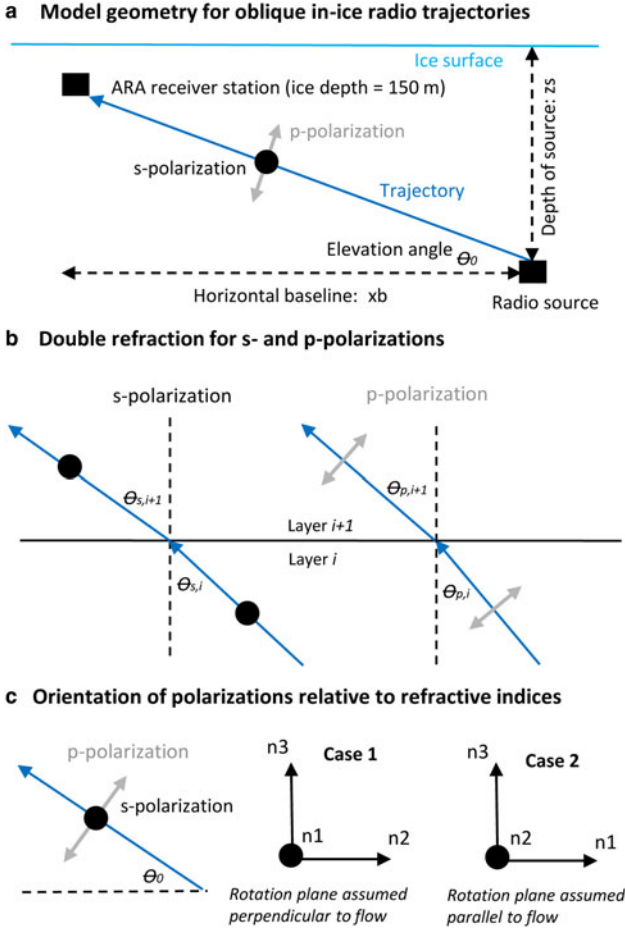 a Model geometry for oblique in-ice radio trajectories
Ice surface
ARA receiver station (ice depth = 150 m)
p-polarization
s-polarization
Trajectory
Depth of source: zs
Elevation angle ϴ0
Horizontal baseline: xb
Radio source
b Double refraction for s- and p-polarizations
s-polarization
p-polarization
ϴs,i+1
ϴp,i+1
Layer i+1
Layer i
ϴs,i
ϴp,i
c Orientation of polarizations relative to refractive indices
p-polarization
s-polarization
ϴ0
n3
Case 1
n1
n2
Rotation plane assumed
perpendicular to flow
n3
Case 2
n2
n1
Rotation plane assumed
parallel to flow